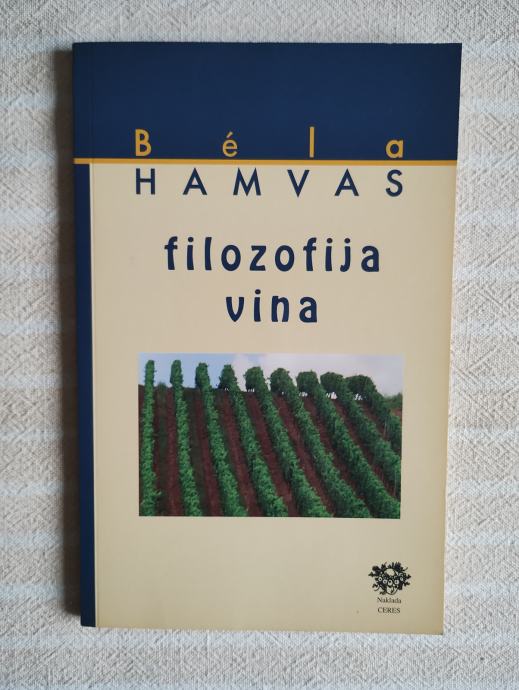 Béla
HAMVAS
filozofija
vina
Naklada
CERES